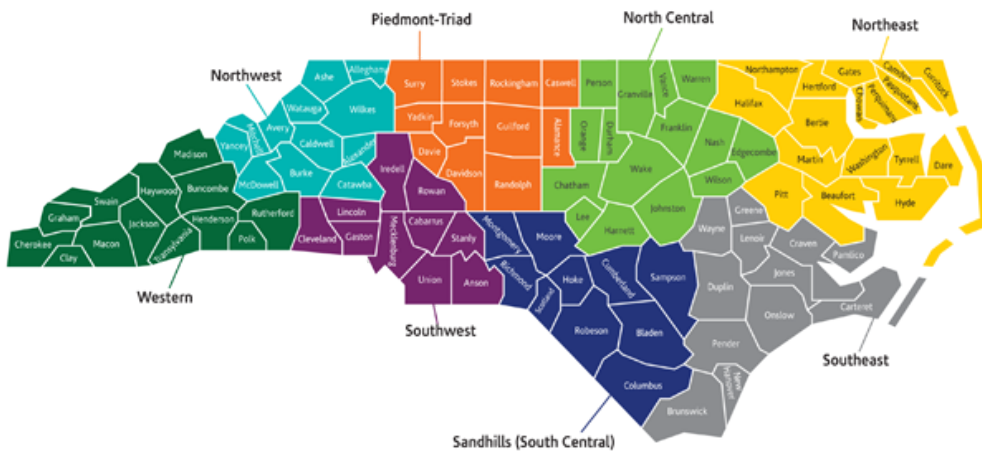 Piedmont-Triad
North Central
Northeast
Northwest
Ashe
Alleghany
Surry
Stokes
Rockingham
Caswell
Person
Granville
Vance
Warren
Northampton
Gates
Camden
Currituck
Hertford
Pasquotank
Perquimans
Chowan
Halifax
Watauga
Wilkes
Yadkin
Forsyth
Guilford
Alamance
Orange
Durham
Franklin
Nash
Edgecombe
Bertie
Mitchell
Avery
Yancey
Caldwell
Alexander
Iredell
Davie
Davidson
Randolph
Chatham
Wake
Wilson
Martin
Washington
Tyrrell
Dare
Madison
McDowell
Burke
Catawba
Rowan
Pitt
Beaufort
Hyde
Haywood
Buncombe
Swain
Graham
Jackson
Henderson
Rutherford
Lincoln
Cabarrus
Montgomery
Moore
Lee
Harnett
Johnston
Wayne
Greene
Lenoir
Craven
Pamlico
Cherokee
Clay
Macon
Transylvania
Polk
Cleveland
Gaston
Mecklenburg
Stanly
Union
Anson
Richmond
Scotland
Hoke
Cumberland
Sampson
Duplin
Jones
Onslow
Carteret
Western
Southwest
Robeson
Bladen
Pender
Southeast
Columbus
New Hanover
Brunswick
Sandhills (South Central)